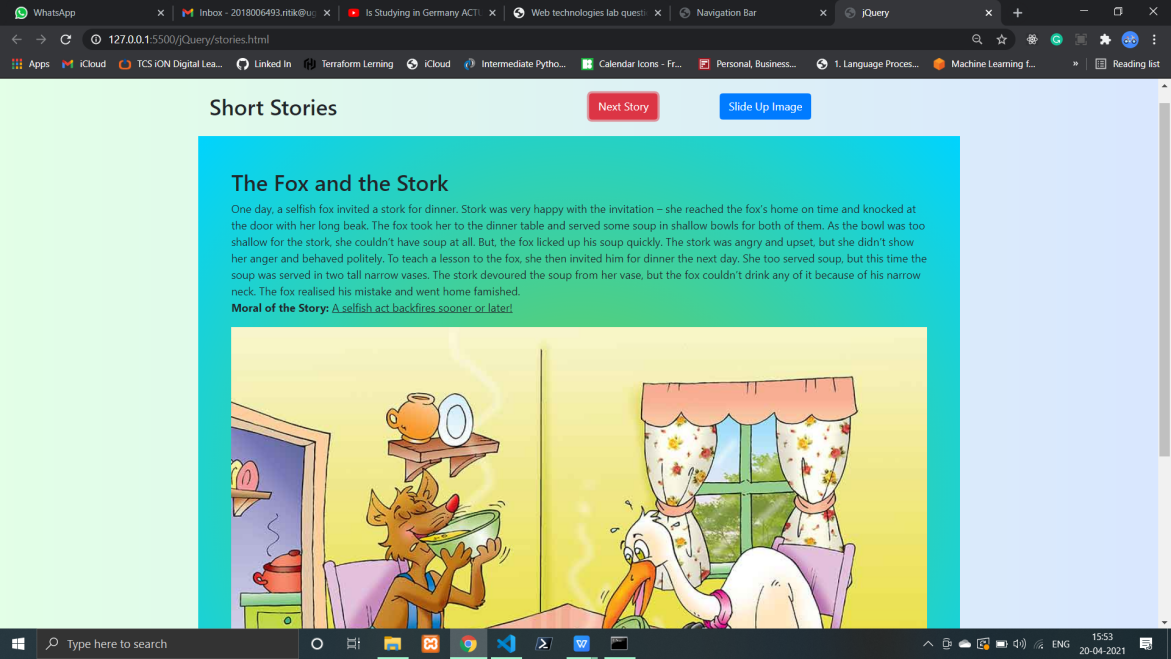 WhatsApp
Inbox - 2018006493.ritik@ug
Is Studying in Germany ACTU
Web technologies lab questi
Navigation Bar
jQuery
127.0.0.1:5500/jQuery/stories.html
Apps
iCloud
TCS iON Digital Lea...
Linked In
Terraform Lerning
iCloud
Intermediate Pytho...
Calendar Icons - Fr...
Personal, Business...
1. Language Proces...
Machine Learning f...
»
Reading list
Short Stories
Next Story
Slide Up Image
The Fox and the Stork
One day, a selfish fox invited a stork for dinner. Stork was very happy with the invitation – she reached the fox's home on time and knocked at
the door with her long beak. The fox took her to the dinner table and served some soup in shallow bowls for both of them. As the bowl was too
shallow for the stork, she couldn't have soup at all. But, the fox licked up his soup quickly. The stork was angry and upset, but she didn't show
her anger and behaved politely. To teach a lesson to the fox, she then invited him for dinner the next day. She too served soup, but this time the
soup was served in two tall narrow vases. The stork devoured the soup from her vase, but the fox couldn't drink any of it because of his narrow
neck. The fox realised his mistake and went home famished.
Moral of the Story: A selfish act backfires sooner or later!
Type here to search
ENG
15:53
20-04-2021